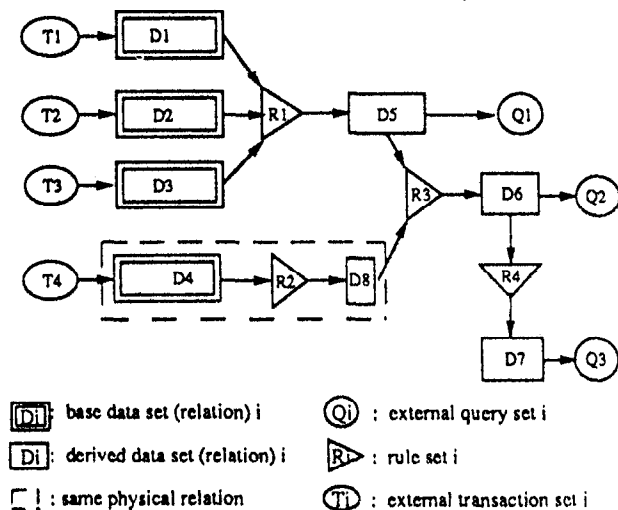 T1 D1
T2 D2 R1 D5 Q1
T3 D3 R3 D6 Q2
T4 D4 R2 D8 R4
D7 Q3
Di : base data set (relation) i
Qi : external query set i
Di : derived data set (relation) i
Ri : rule set i
: same physical relation
Ti : external transaction set i